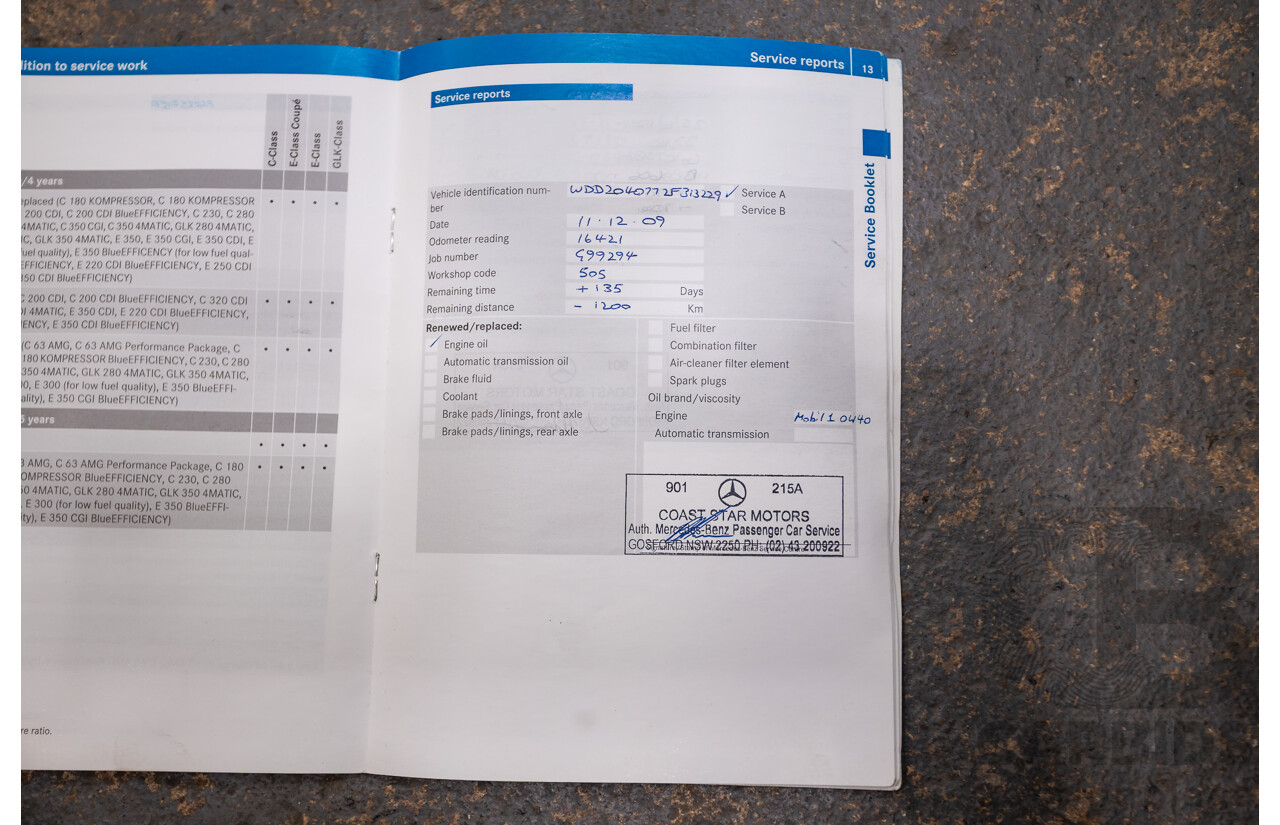 dition to service work
C-Class
E-Class Coupé
E-Class
GLK-Class
/4 years
eplaced (C 180 KOMPRESSOR, C 180 KOMPRESSOR
200 CDI, C 200 CDI BlueEFFICIENCY, C 230, C 280
4MATIC, C 350 CGI, C 350 4MATIC, GLK 280 4MATIC,
IC, GLK 350 4MATIC, E 350, E 350 CGI, E 350 CDI, E
fuel quality), E 350 BlueEFFICENCY (for low fuel qual-
EFFICIENCY, E 220 CDI BlueEFFICIENCY, E 250 CDI
350 CDI BlueEFFICIENCY)
C 200 CDI, C 200 CDI BlueEFFICIENCY, C 320 CDI
DI 4MATIC, E 350 CDI, E 220 CDI BlueEFFICIENCY,
IENCY, E 350 CDI BlueEFFICIENCY)
(C 63 AMG, C 63 AMG Performance Package, C
180 KOMPRESSOR BlueEFFICIENCY, C 230, C 280
350 4MATIC, GLK 280 4MATIC, GLK 350 4MATIC,
0, E 300 (for low fuel quality), E 350 BlueEFFI-
ality), E 350 CGI BlueEFFICIENCY)
5 years
3 AMG, C 63 AMG Performance Package, C 180
OMPRESSOR BlueEFFICIENCY, C 230, C 280
50 4MATIC, GLK 280 4MATIC, GLK 350 4MATIC,
E 300 (for low fuel quality), E 350 BlueEFFI-
ity), E 350 CGI BlueEFFICIENCY)
re ratio.
Service reports 13
Service reports
Service Booklet
Vehicle identification num-
ber WDD2040772F313229 ✓ Service A
Service B
Date 11.12.09
Odometer reading 16421
Job number G99294
Workshop code 505
Remaining time +135 Days
Remaining distance - 1200 Km
Renewed/replaced:
Engine oil
Automatic transmission oil
Brake fluid
Coolant
Brake pads/linings, front axle
Brake pads/linings, rear axle
Fuel filter
Combination filter
Air-cleaner filter element
Spark plugs
Oil brand/viscosity
Engine Mobil 1 0W40
Automatic transmission
901 215A
COAST STAR MOTORS
Auth. Mercedes-Benz Passenger Car Service
GOSFORD NSW 2250 PH: (02) 43 200922